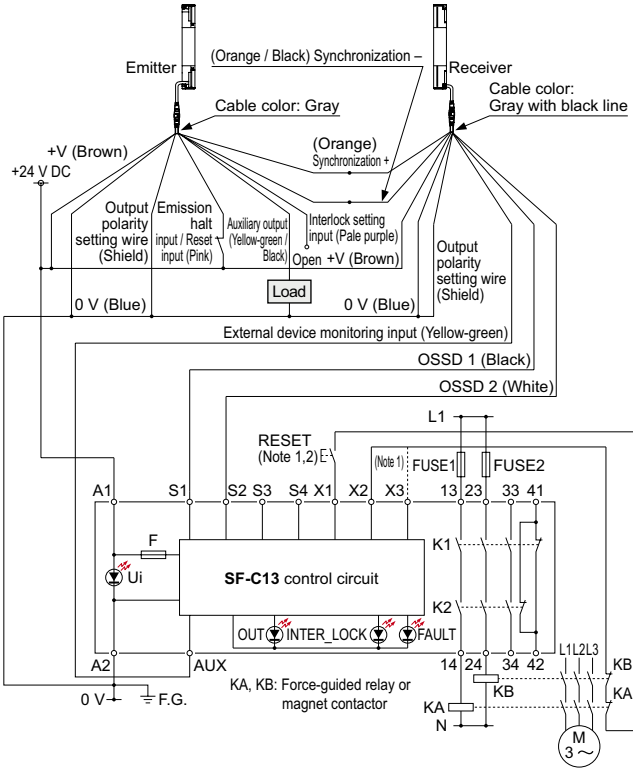 (Orange / Black) Synchronization –
Emitter
Receiver
Cable color: Gray
Cable color:
Gray with black line
+V (Brown)
(Orange)
Synchronization +
+24 V DC
Output
polarity
setting wire
(Shield)
Emission
halt
input / Reset
input (Pink)
Auxiliary output
(Yellow-green /
Black)
Interlock setting
input (Pale purple)
Open
+V (Brown)
Output
polarity
setting wire
(Shield)
Load
0 V (Blue)
0 V (Blue)
External device monitoring input (Yellow-green)
OSSD 1 (Black)
OSSD 2 (White)
L1
RESET
(Note 1,2)
(Note 1)
FUSE1
FUSE2
A1
S1
S2
S3
S4
X1
X2
X3
13
23
33
41
F
K1
Ui
SF-C13 control circuit
K2
OUT
INTER_LOCK
FAULT
A2
AUX
14
24
34
42
L1L2L3
KA, KB: Force-guided relay or
magnet contactor
KB
KB
KA
KA
0 V
F.G.
N
M
3 ~